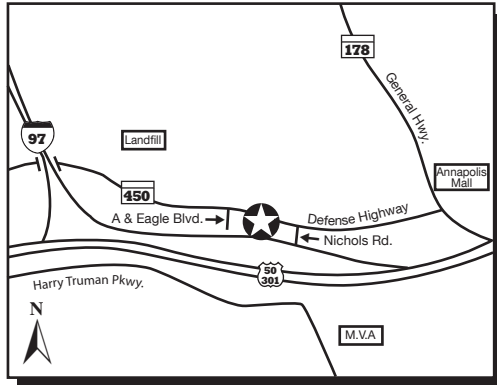 178
General Hwy.
97
Landfill
Annapolis
Mall
450
A & Eagle Blvd.
Defense Highway
Nichols Rd.
50
301
Harry Truman Pkwy.
N
M.V.A